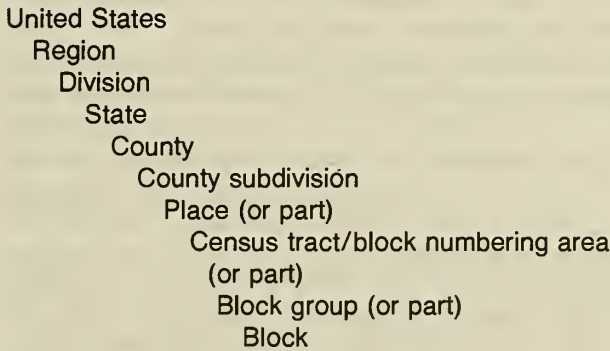 United States
Region
Division
State
County
County subdivisión
Place (or part)
Census tract/block numbering area
(or part)
Block group (or part)
Block